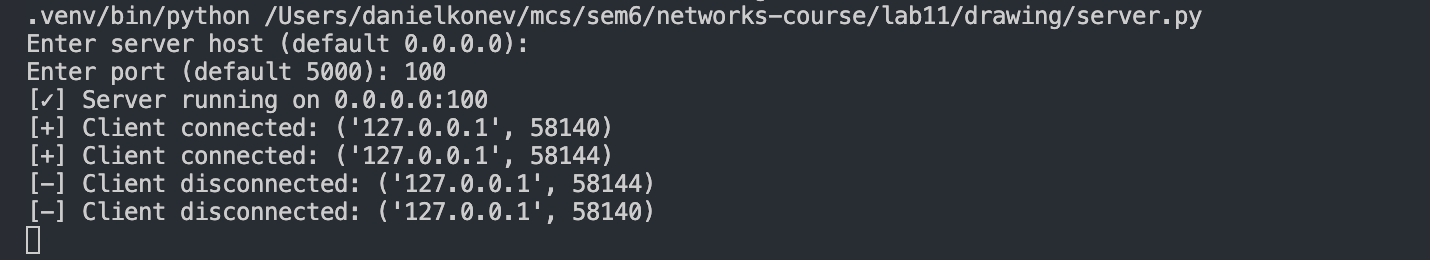 .venv/bin/python /Users/danielkonev/mcs/sem6/networks-course/lab11/drawing/server.py
Enter server host (default 0.0.0.0):
Enter port (default 5000): 100
[✓] Server running on 0.0.0.0:100
[+] Client connected: ('127.0.0.1', 58140)
[+] Client connected: ('127.0.0.1', 58144)
[-] Client disconnected: ('127.0.0.1', 58144)
[-] Client disconnected: ('127.0.0.1', 58140)